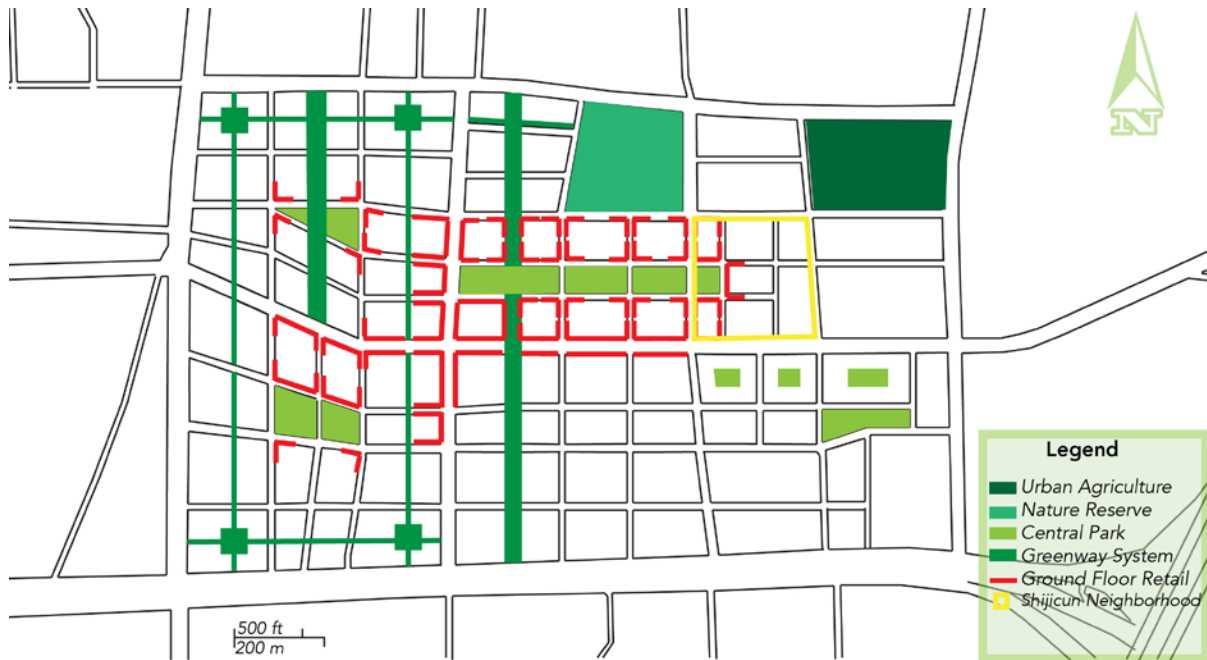 N
500 ft
200 m
Legend
Urban Agriculture
Nature Reserve
Central Park
Greenway System
Ground Floor Retail
Shijicun Neighborhood